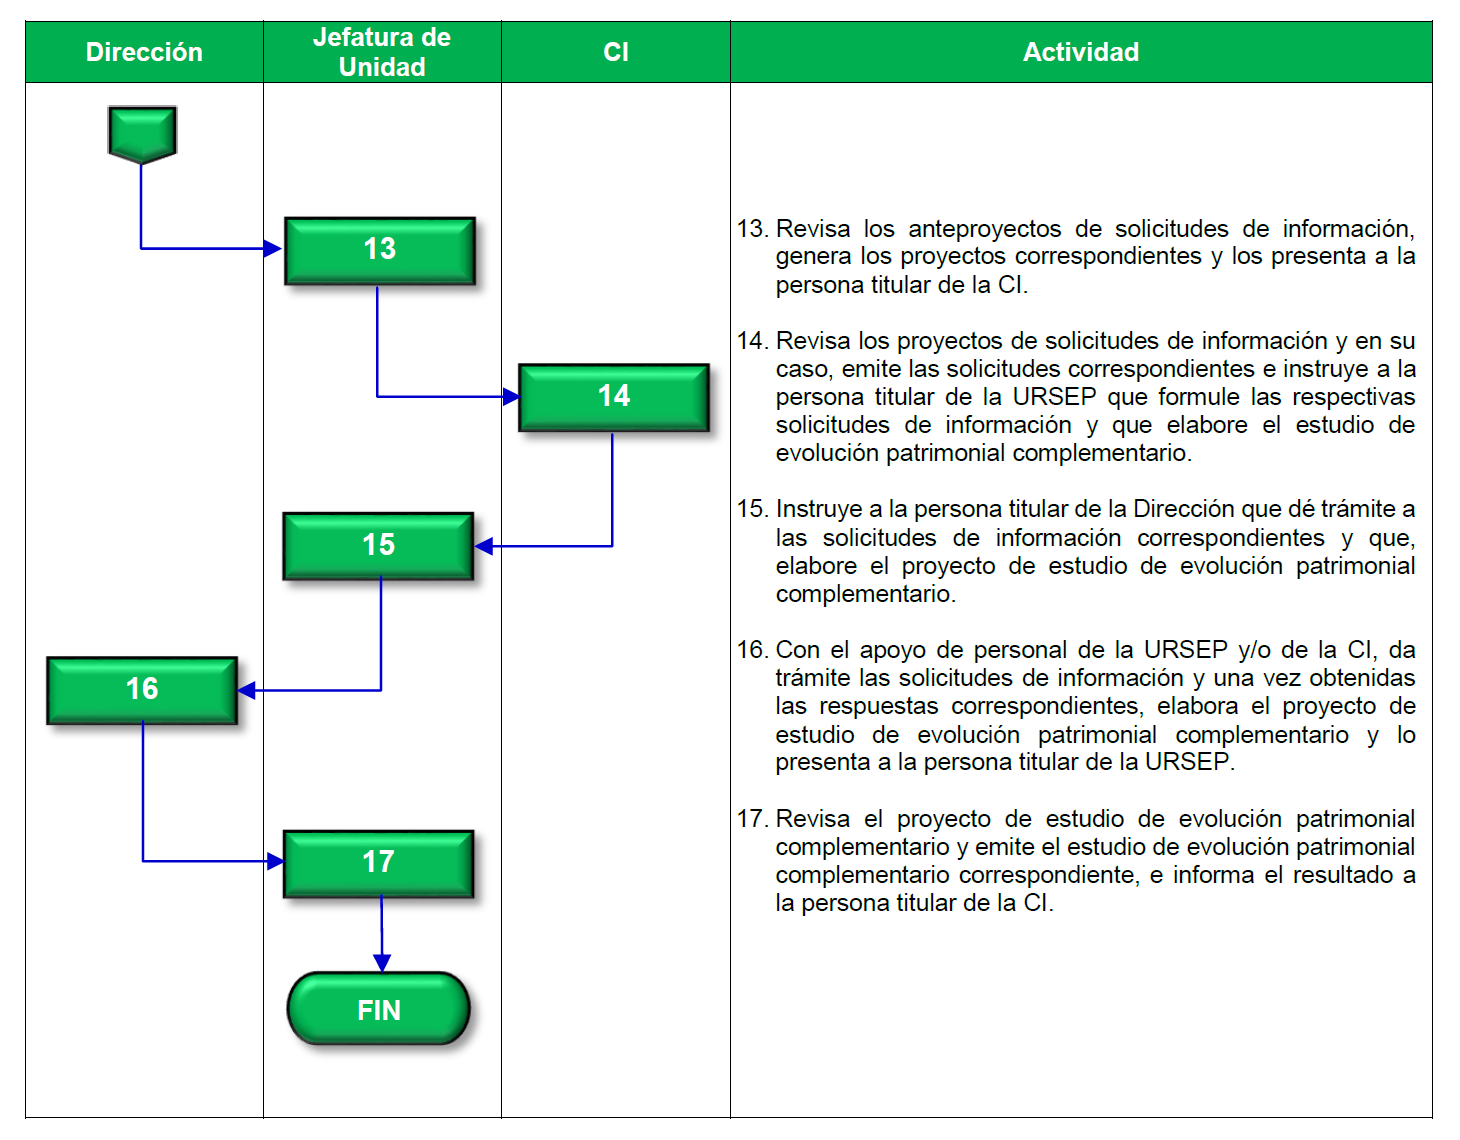 Dirección
Jefatura de
Unidad
CI
Actividad
13
14
15
16
17
FIN
13. Revisa los anteproyectos de solicitudes de información,
genera los proyectos correspondientes y los presenta a la
persona titular de la CI.
14. Revisa los proyectos de solicitudes de información y en su
caso, emite las solicitudes correspondientes e instruye a la
persona titular de la URSEP que formule las respectivas
solicitudes de información y que elabore el estudio de
evolución patrimonial complementario.
15. Instruye a la persona titular de la Dirección que dé trámite a
las solicitudes de información correspondientes y que,
elabore el proyecto de estudio de evolución patrimonial
complementario.
16. Con el apoyo de personal de la URSEP y/o de la CI, da
trámite las solicitudes de información y una vez obtenidas
las respuestas correspondientes, elabora el proyecto de
estudio de evolución patrimonial complementario y lo
presenta a la persona titular de la URSEP.
17. Revisa el proyecto de estudio de evolución patrimonial
complementario y emite el estudio de evolución patrimonial
complementario correspondiente, e informa el resultado a
la persona titular de la CI.